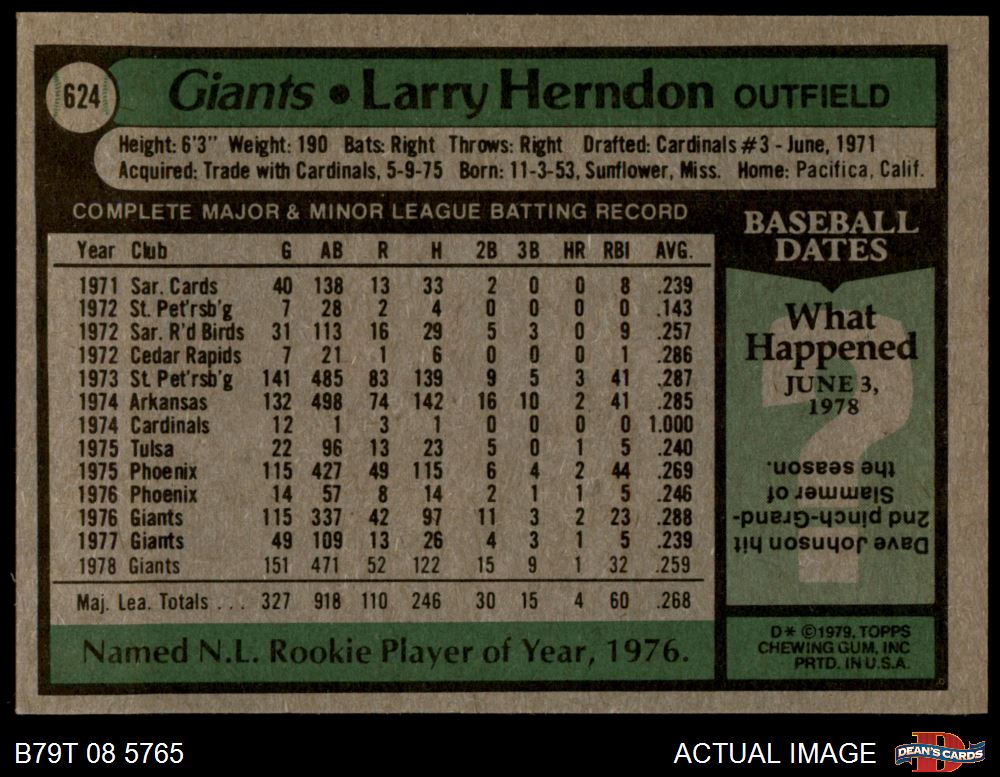 624
Giants • Larry Herndon OUTFIELD
Height: 6'3" Weight: 190 Bats: Right Throws: Right Drafted: Cardinals #3 - June, 1971
Acquired: Trade with Cardinals, 5-9-75 Born: 11-3-53, Sunflower, Miss. Home: Pacifica, Calif.
COMPLETE MAJOR & MINOR LEAGUE BATTING RECORD
Year Club G AB R H 2B 3B HR RBI AVG.
1971 Sar. Cards 40 138 13 33 2 0 0 8 .239
1972 St. Pet'rsb'g 7 28 2 4 0 0 0 0 .143
1972 Sar. R'd Birds 31 113 16 29 5 3 0 9 .257
1972 Cedar Rapids 7 21 1 6 0 0 0 1 .286
1973 St. Pet'rsb'g 141 485 83 139 9 5 3 41 .287
1974 Arkansas 132 498 74 142 16 10 2 41 .285
1974 Cardinals 12 1 3 1 0 0 0 0 1.000
1975 Tulsa 22 96 13 23 5 0 1 5 .240
1975 Phoenix 115 427 49 115 6 4 2 44 .269
1976 Phoenix 14 57 8 14 2 1 1 5 .246
1976 Giants 115 337 42 97 11 3 2 23 .288
1977 Giants 49 109 13 26 4 3 1 5 .239
1978 Giants 151 471 52 122 15 9 1 32 .259
Maj. Lea. Totals . . . 327 918 110 246 30 15 4 60 .268
Named N.L. Rookie Player of Year, 1976.
BASEBALL
DATES
What
Happened
JUNE 3,
1978
?
Dave Johnson hit
2nd pinch-Grand-
Slammer of
the season.
D* ©1979, TOPPS
CHEWING GUM, INC
PRTD. IN U.S.A.
B79T 08 5765
ACTUAL IMAGE
D
DEAN'S CARDS